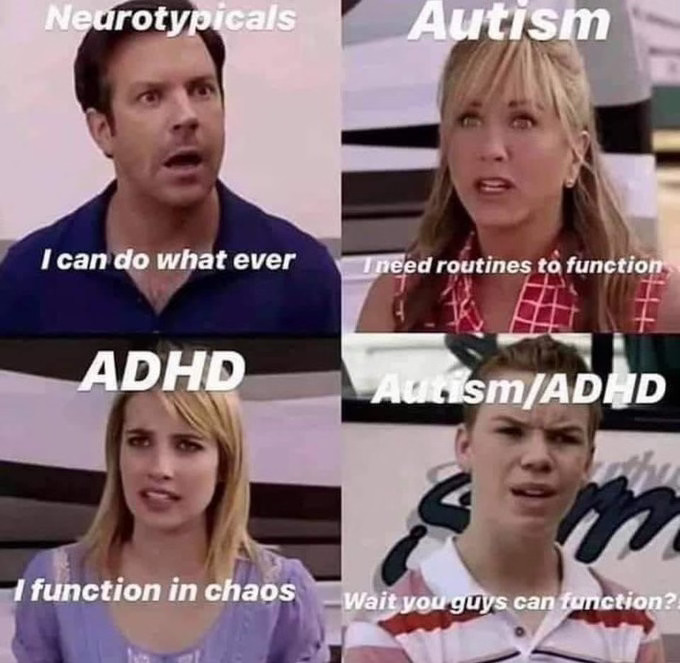 Neurotypicals
I can do what ever
Autism
I need routines to function
ADHD
I function in chaos
Autism/ADHD
Wait you guys can function?